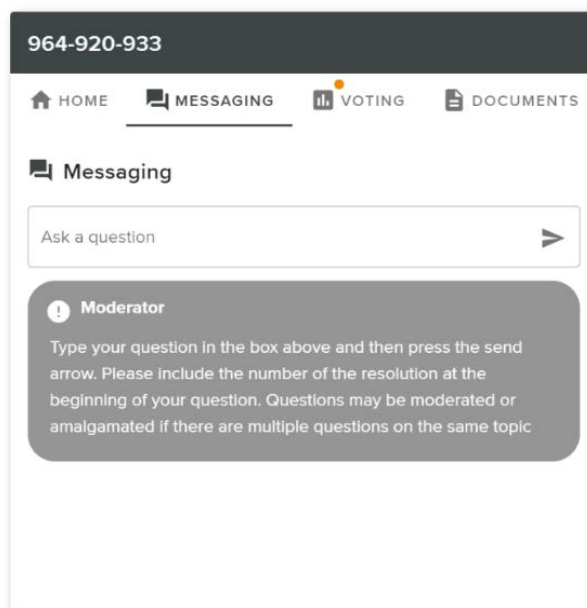 964-920-933
HOME MESSAGING VOTING DOCUMENTS
Messaging
Ask a question
Moderator
Type your question in the box above and then press the send
arrow. Please include the number of the resolution at the
beginning of your question. Questions may be moderated or
amalgamated if there are multiple questions on the same topic